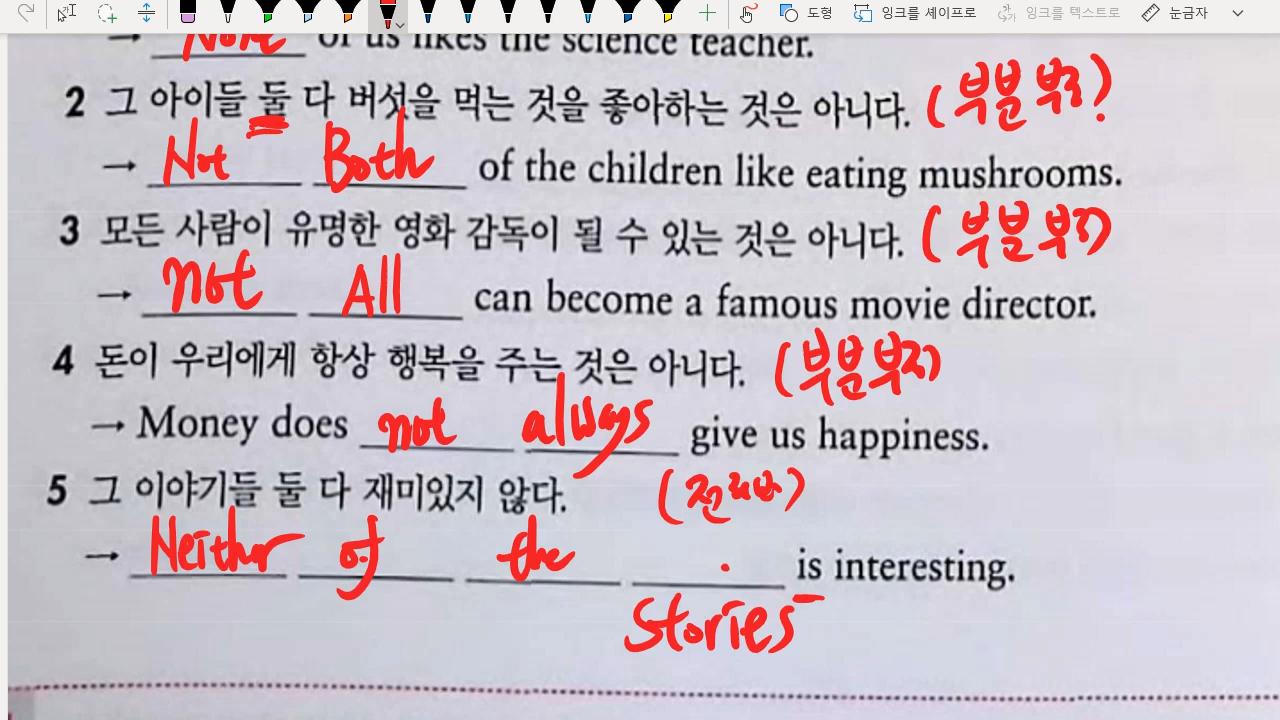 도형 잉크를 셰이프로 잉크를 텍스트로 눈금자
→ None of us likes the science teacher.
2 그 아이들 둘 다 버섯을 먹는 것을 좋아하는 것은 아니다. (부분 부정)
→ Not Both of the children like eating mushrooms.
3 모든 사람이 유명한 영화 감독이 될 수 있는 것은 아니다. (부분 부정)
→ not All can become a famous movie director.
4 돈이 우리에게 항상 행복을 주는 것은 아니다. (부분부정)
→ Money does not always give us happiness.
5 그 이야기들 둘 다 재미있지 않다.
→ Neither of the is interesting.
Stories